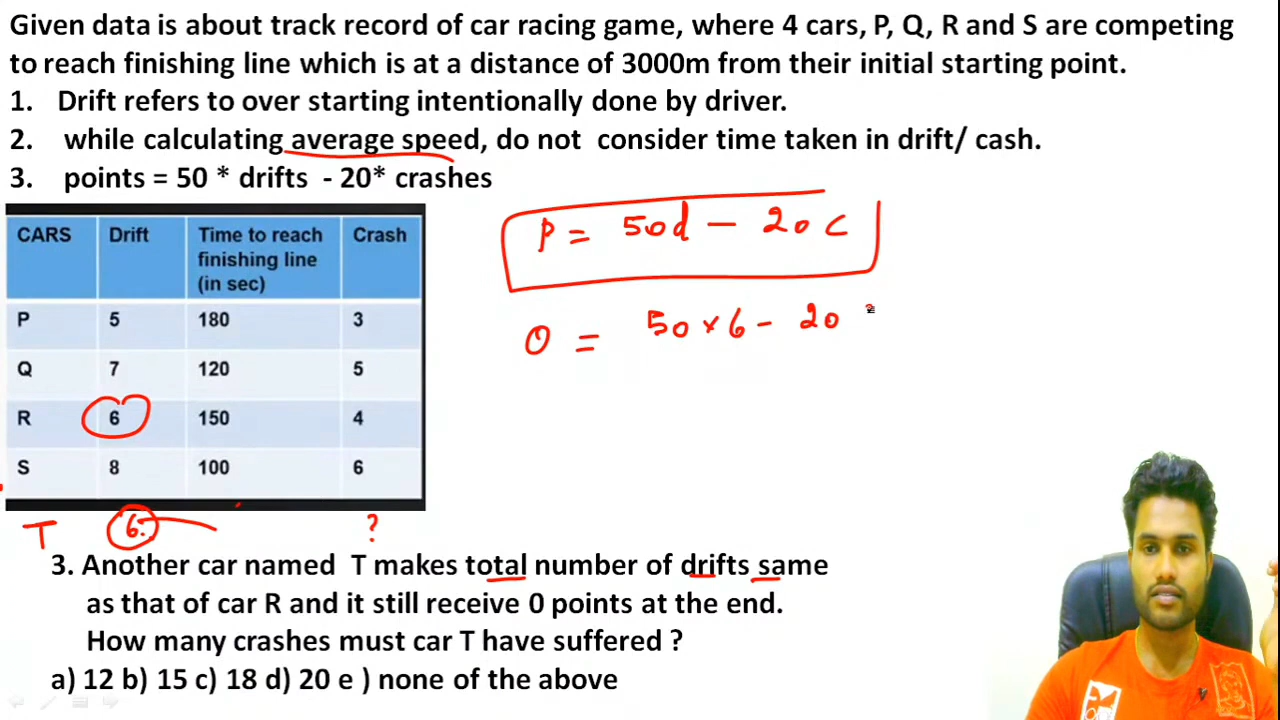 Given data is about track record of car racing game, where 4 cars, P, Q, R and S are competing
to reach finishing line which is at a distance of 3000m from their initial starting point.
1. Drift refers to over starting intentionally done by driver.
2. while calculating average speed, do not consider time taken in drift/ cash.
3. points = 50 * drifts - 20* crashes
P = 50d - 20c
CARS Drift Time to reach finishing line (in sec) Crash
P 5 180 3
Q 7 120 5
R 6 150 4
S 8 100 6
T 6 ?
0 = 50 × 6 - 20
3. Another car named T makes total number of drifts same
as that of car R and it still receive 0 points at the end.
How many crashes must car T have suffered ?
a) 12 b) 15 c) 18 d) 20 e ) none of the above